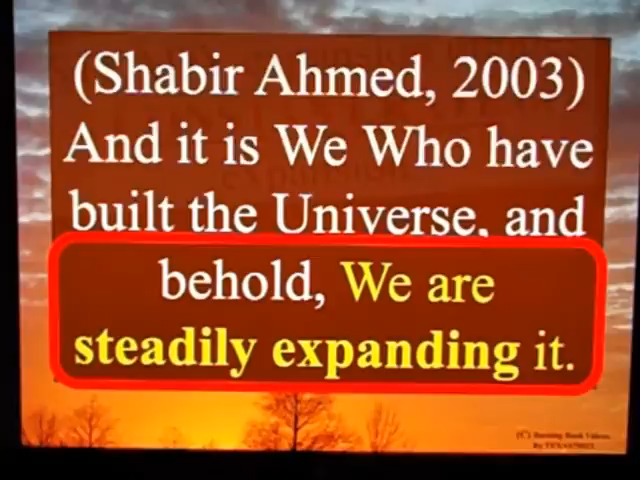 (Shabir Ahmed, 2003)
And it is We Who have
built the Universe, and
behold, We are
steadily expanding it.